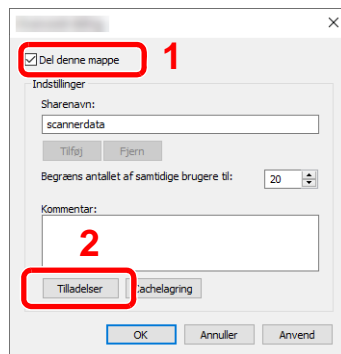 Del denne mappe
1
Indstillinger
Sharenavn:
scannerdata
Tilføj Fjern
Begræns antallet af samtidige brugere til: 20
Kommentar:
2
Tilladelser Cachelagring
OK Annuller Anvend